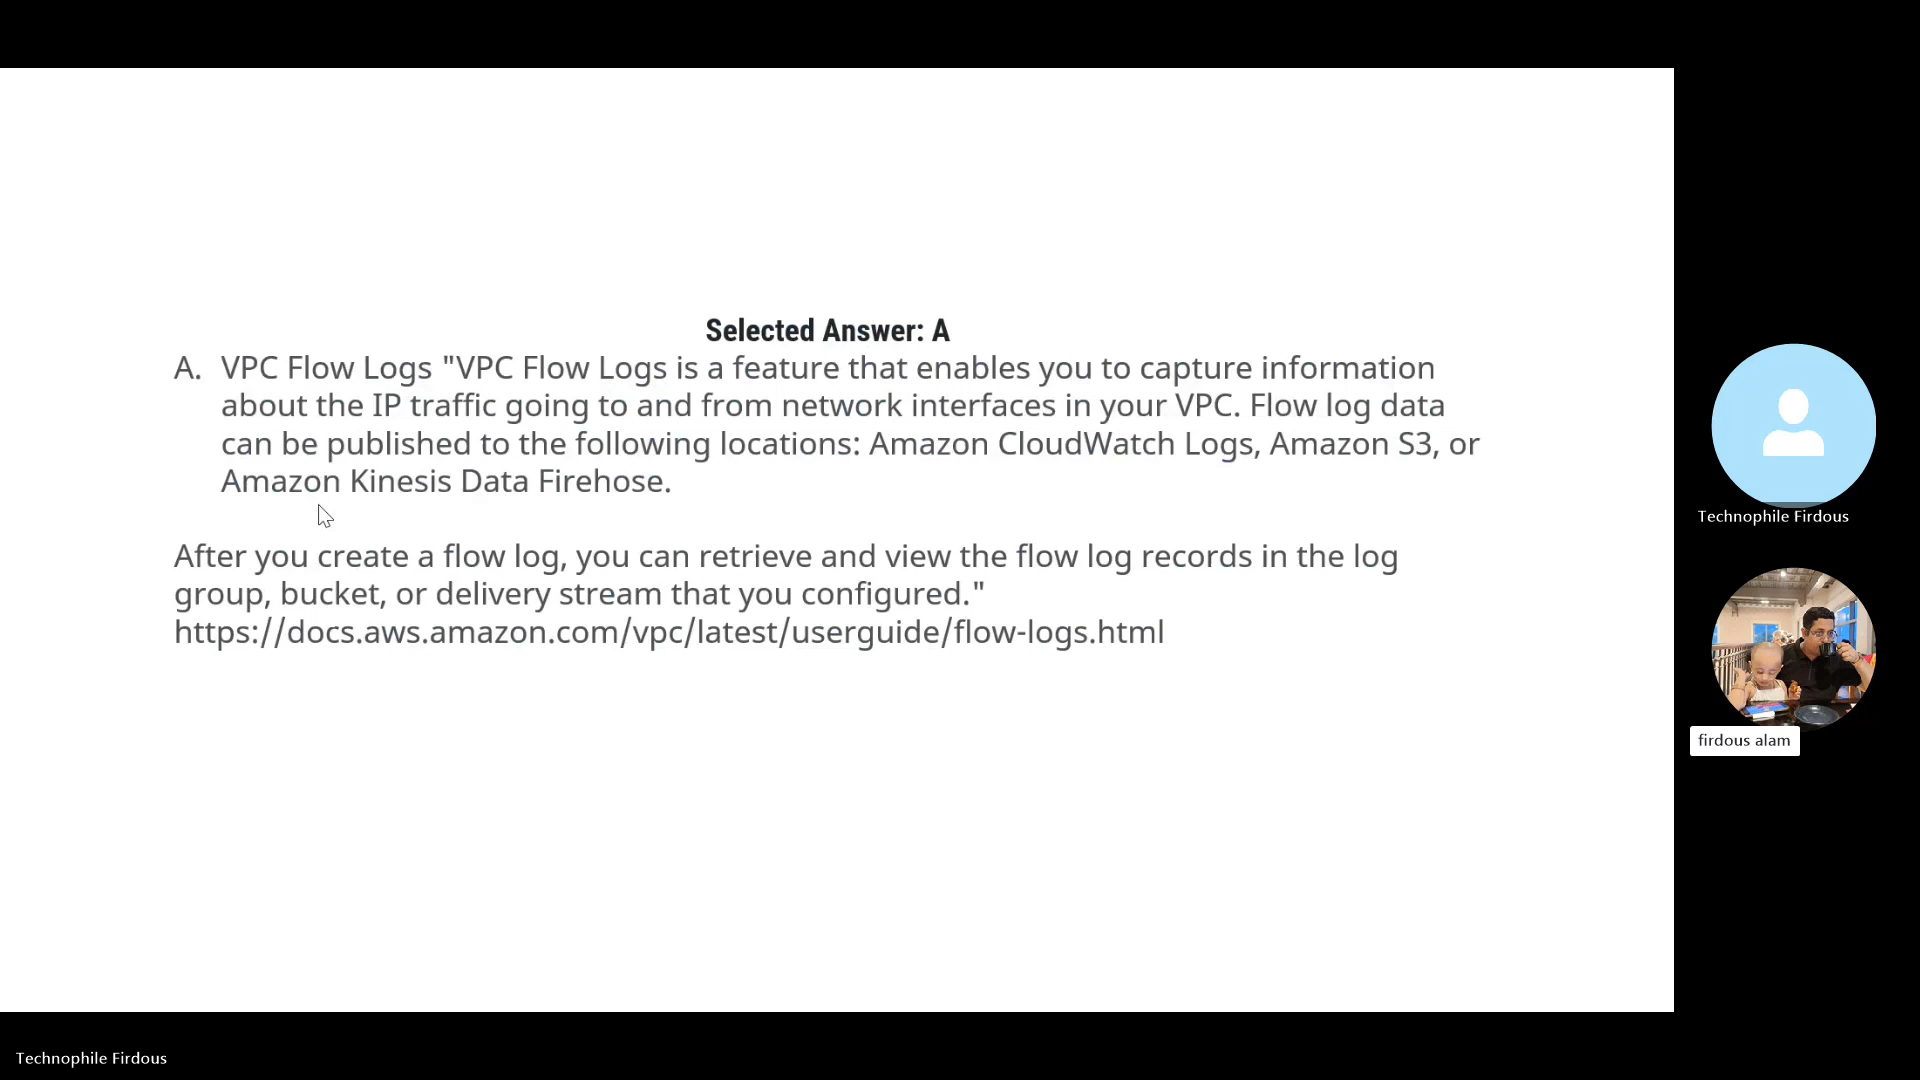 Selected Answer: A
A. VPC Flow Logs "VPC Flow Logs is a feature that enables you to capture information
about the IP traffic going to and from network interfaces in your VPC. Flow log data
can be published to the following locations: Amazon CloudWatch Logs, Amazon S3, or
Amazon Kinesis Data Firehose.
After you create a flow log, you can retrieve and view the flow log records in the log
group, bucket, or delivery stream that you configured."
https://docs.aws.amazon.com/vpc/latest/userguide/flow-logs.html
Technophile Firdous
firdous alam
Technophile Firdous